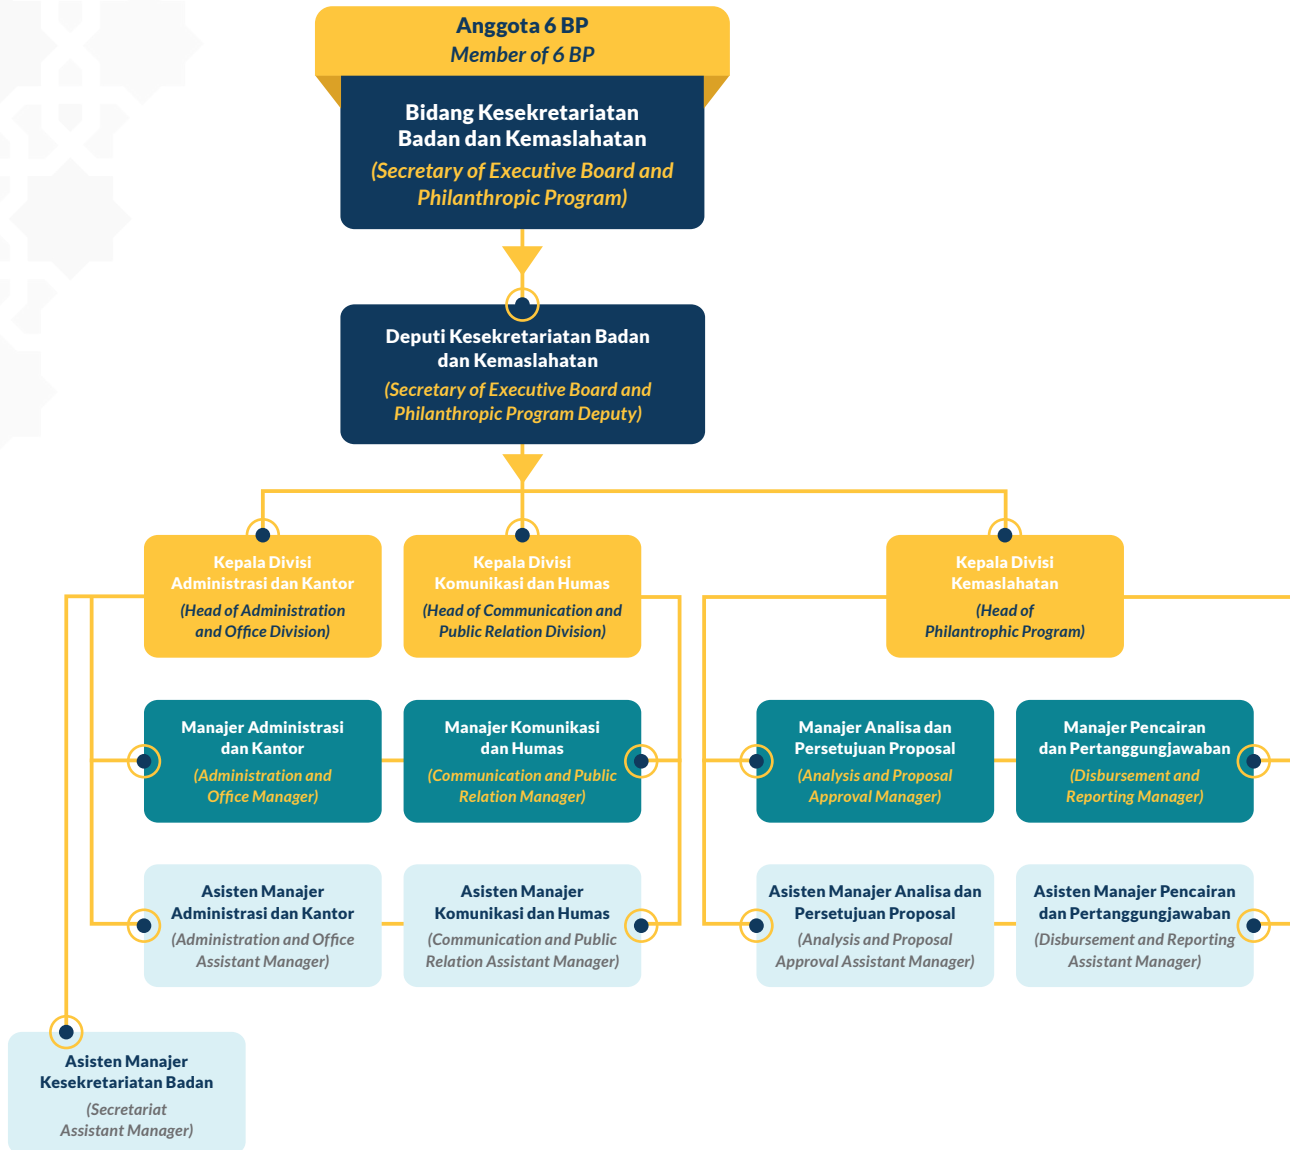 Anggota 6 BP
Member of 6 BP
Bidang Kesekretariatan
Badan dan Kemaslahatan
(Secretary of Executive Board and
Philanthropic Program)
Deputi Kesekretariatan Badan
dan Kemaslahatan
(Secretary of Executive Board and
Philanthropic Program Deputy)
Kepala Divisi
Administrasi dan Kantor
(Head of Administration
and Office Division)
Kepala Divisi
Komunikasi dan Humas
(Head of Communication and
Public Relation Division)
Kepala Divisi
Kemaslahatan
(Head of
Philantrophic Program)
Manajer Administrasi
dan Kantor
(Administration and
Office Manager)
Manajer Komunikasi
dan Humas
(Communication and Public
Relation Manager)
Manajer Analisa dan
Persetujuan Proposal
(Analysis and Proposal
Approval Manager)
Manajer Pencairan
dan Pertanggungjawaban
(Disbursement and
Reporting Manager)
Asisten Manajer
Administrasi dan Kantor
(Administration and Office
Assistant Manager)
Asisten Manajer
Komunikasi dan Humas
(Communication and Public
Relation Assistant Manager)
Asisten Manajer Analisa dan
Persetujuan Proposal
(Analysis and Proposal
Approval Assistant Manager)
Asisten Manajer Pencairan
dan Pertanggungjawaban
(Disbursement and Reporting
Assistant Manager)
Asisten Manajer
Kesekretariatan Badan
(Secretariat
Assistant Manager)